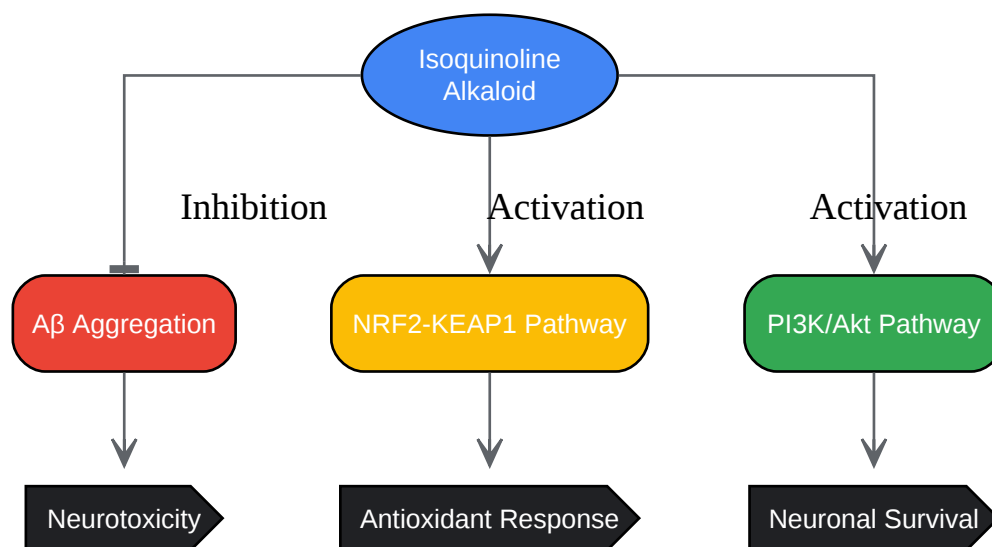 Isoquinoline
Alkaloid
Inhibition
Activation
Activation
Aβ Aggregation
NRF2-KEAP1 Pathway
PI3K/Akt Pathway
Neurotoxicity
Antioxidant Response
Neuronal Survival